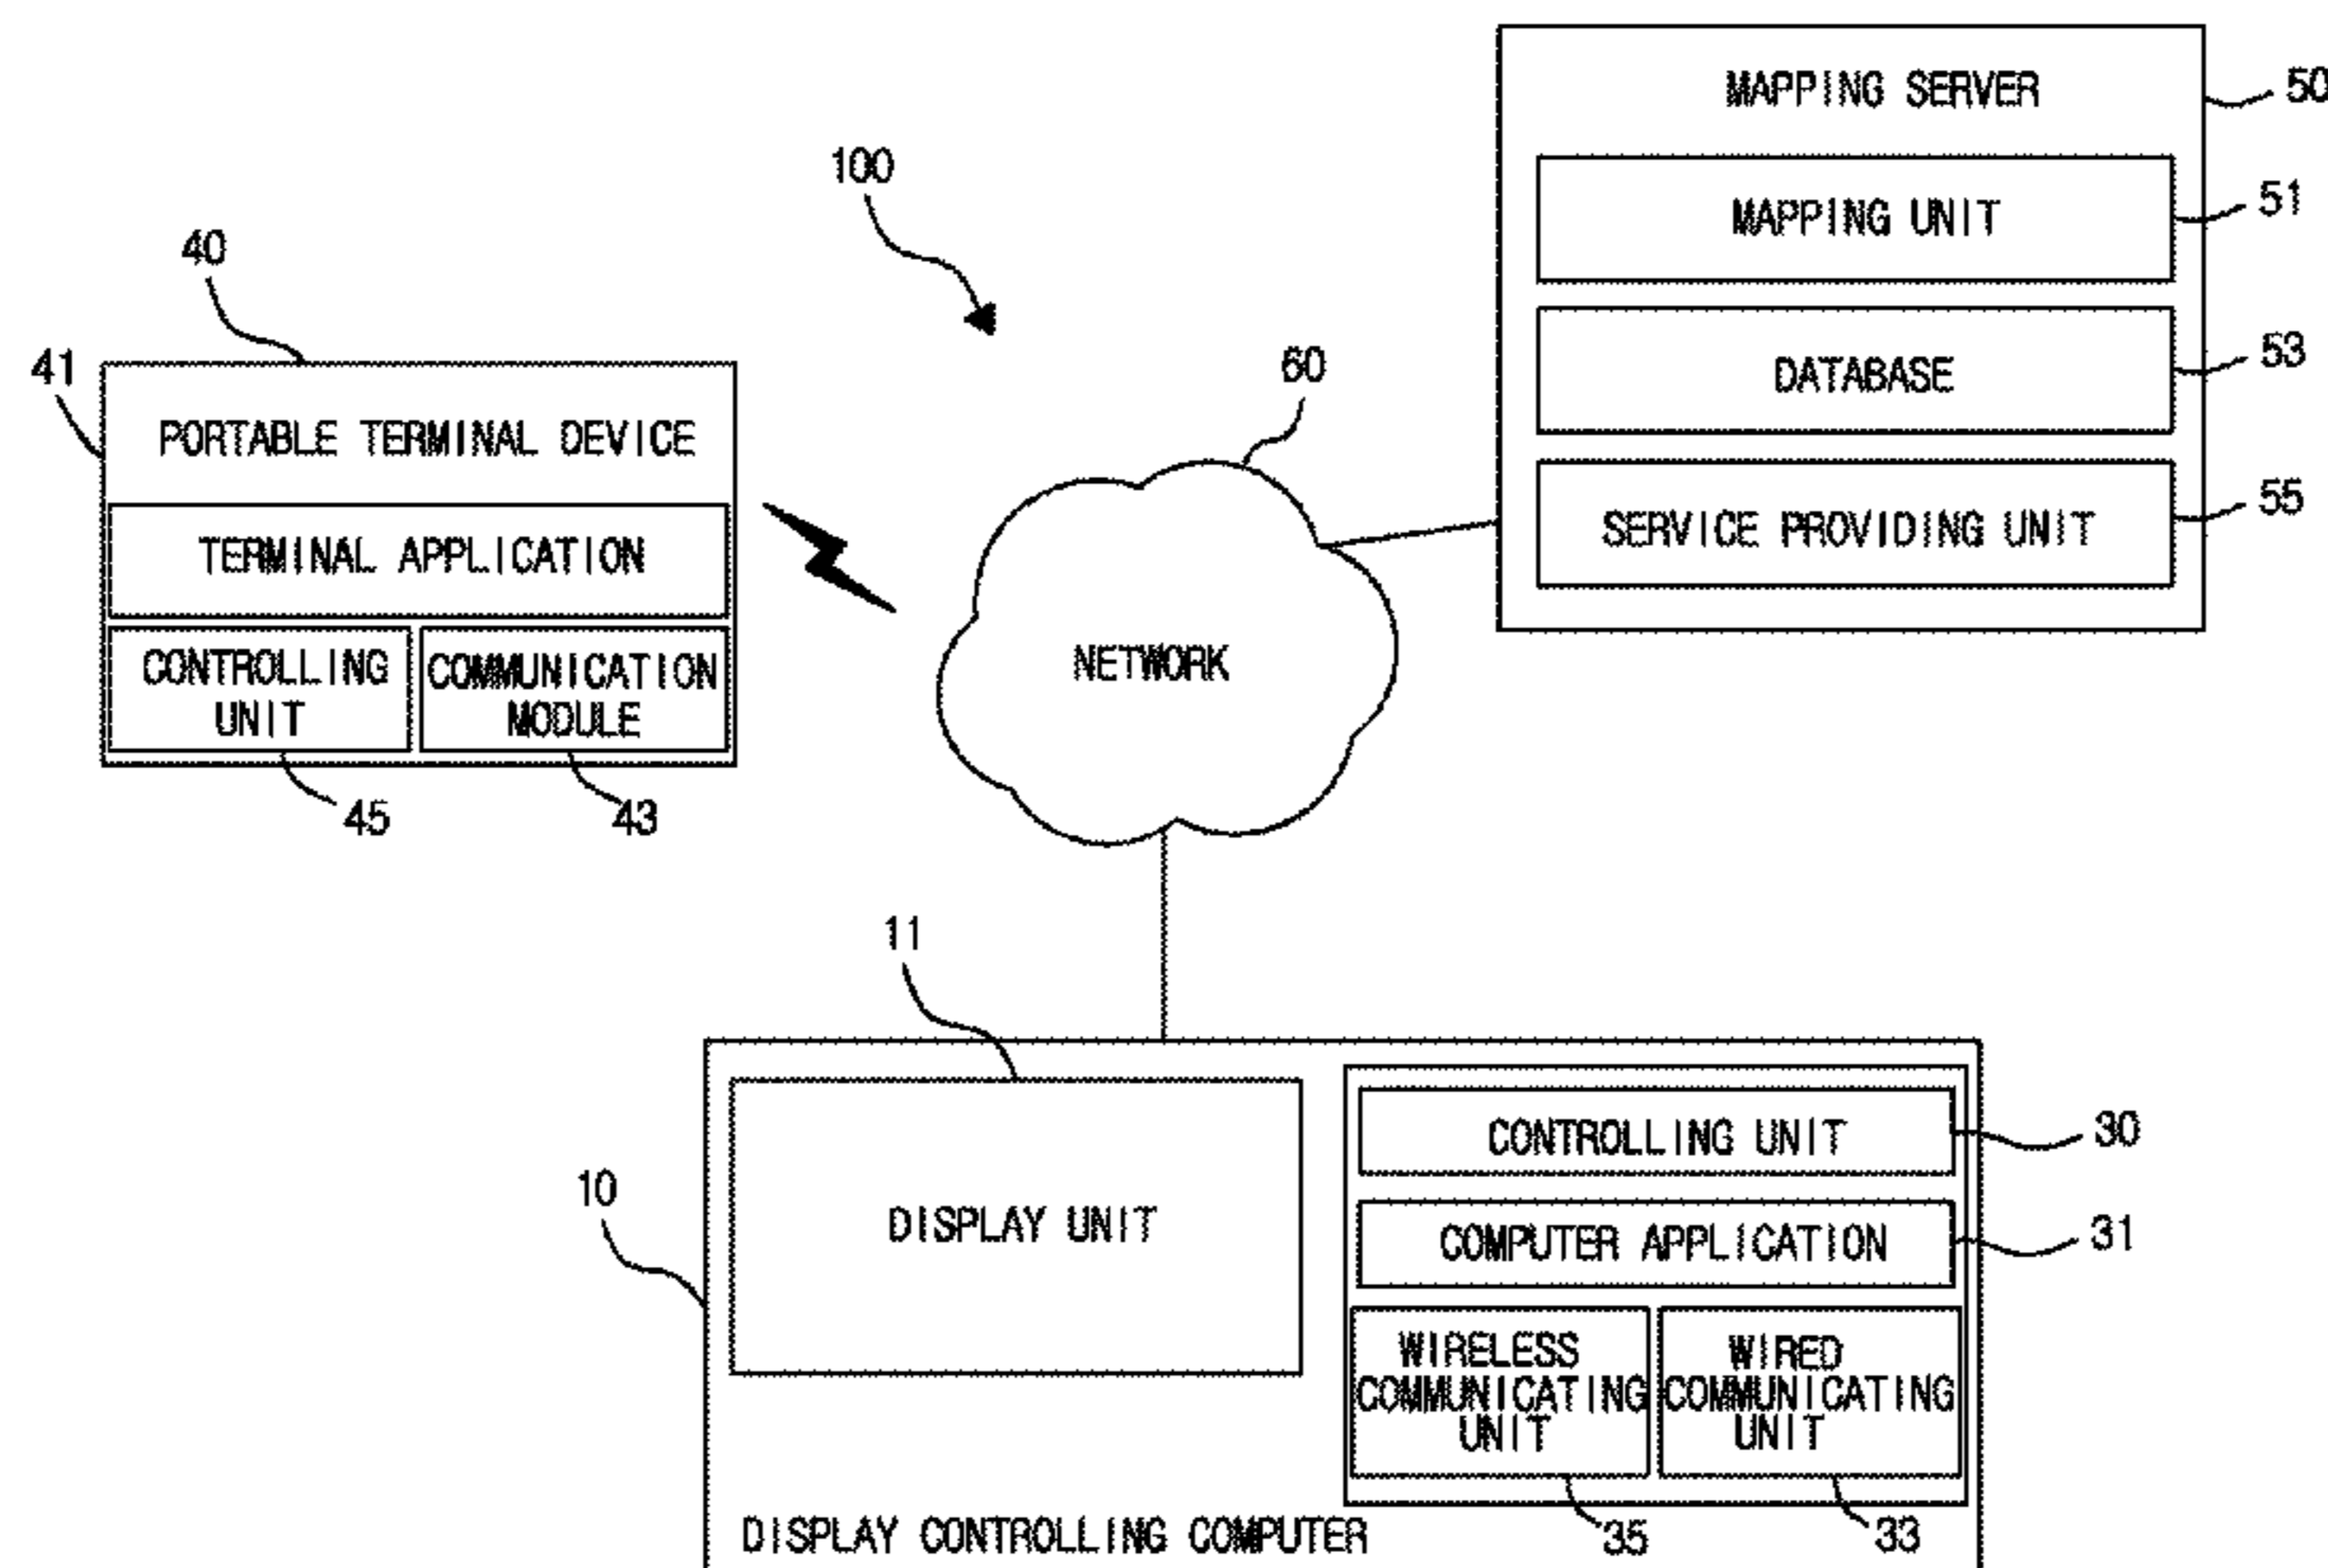 MAPPING SERVER
50
MAPPING UNIT
51
DATABASE
53
SERVICE PROVIDING UNIT
55
100
40
41
PORTABLE TERMINAL DEVICE
TERMINAL APPLICATION
CONTROLLING
UNIT
COMMUNICATION
MODULE
45
43
60
NETWORK
11
10
DISPLAY UNIT
CONTROLLING UNIT
30
COMPUTER APPLICATION
31
WIRELESS
COMMUNICATING
UNIT
WIRED
COMMUNICATING
UNIT
35
33
DISPLAY CONTROLLING COMPUTER